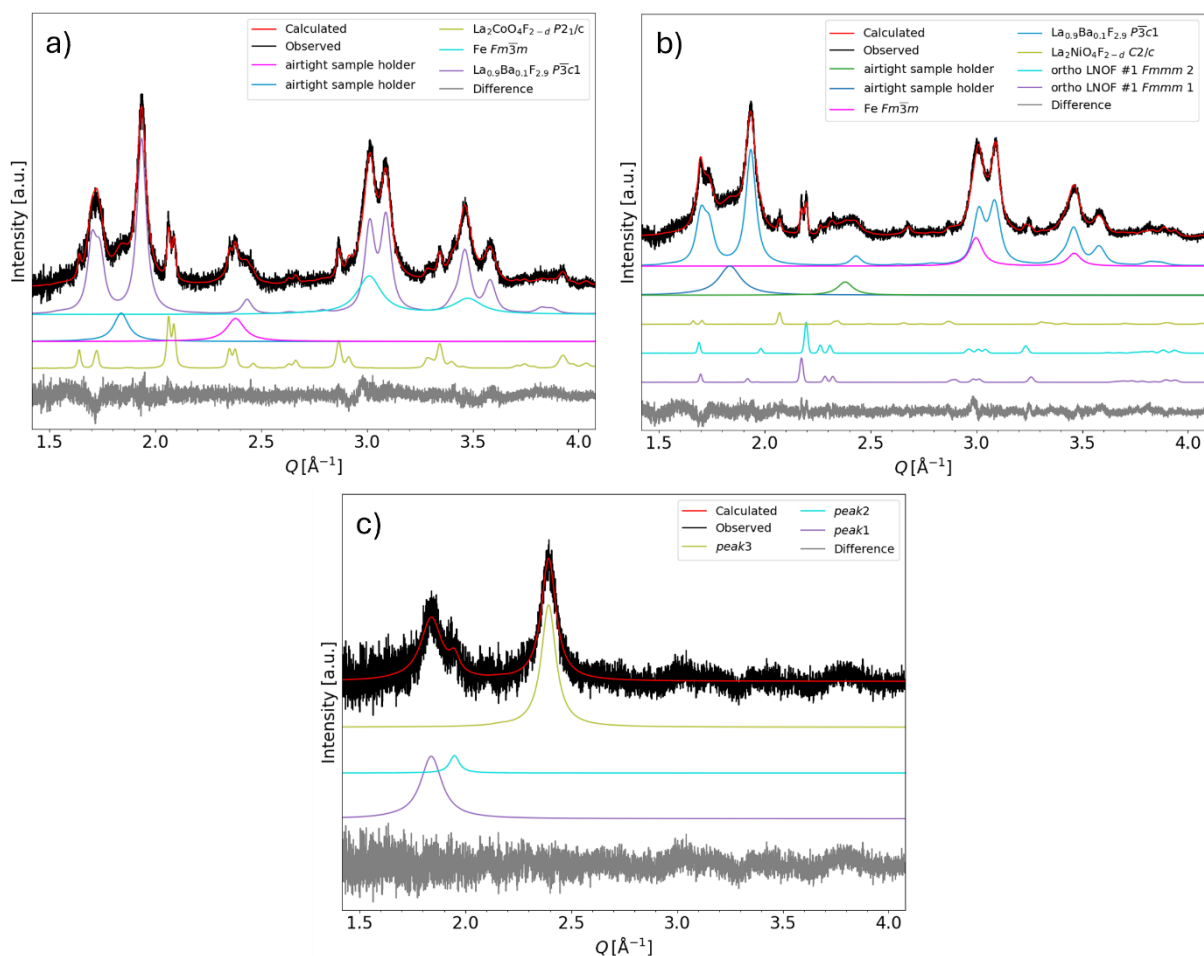 a)
Calculated
Observed
airtight sample holder
airtight sample holder
La₂CoO₄F₂₋d P2₁/c
Fe Fm3̅m
La₀.₉Ba₀.₁F₂.₉ P3̅c1
Difference
Intensity [a.u.]
1.5 2.0 2.5 3.0 3.5 4.0
Q [Å⁻¹]
b)
Calculated
Observed
airtight sample holder
airtight sample holder
Fe Fm3̅m
La₀.₉Ba₀.₁F₂.₉ P3̅c1
La₂NiO₄F₂₋d C2/c
ortho LNOF #1 Fmmm 2
ortho LNOF #1 Fmmm 1
Difference
Intensity [a.u.]
1.5 2.0 2.5 3.0 3.5 4.0
Q [Å⁻¹]
c)
Calculated
Observed
peak3
peak2
peak1
Difference
Intensity [a.u.]
1.5 2.0 2.5 3.0 3.5 4.0
Q [Å⁻¹]